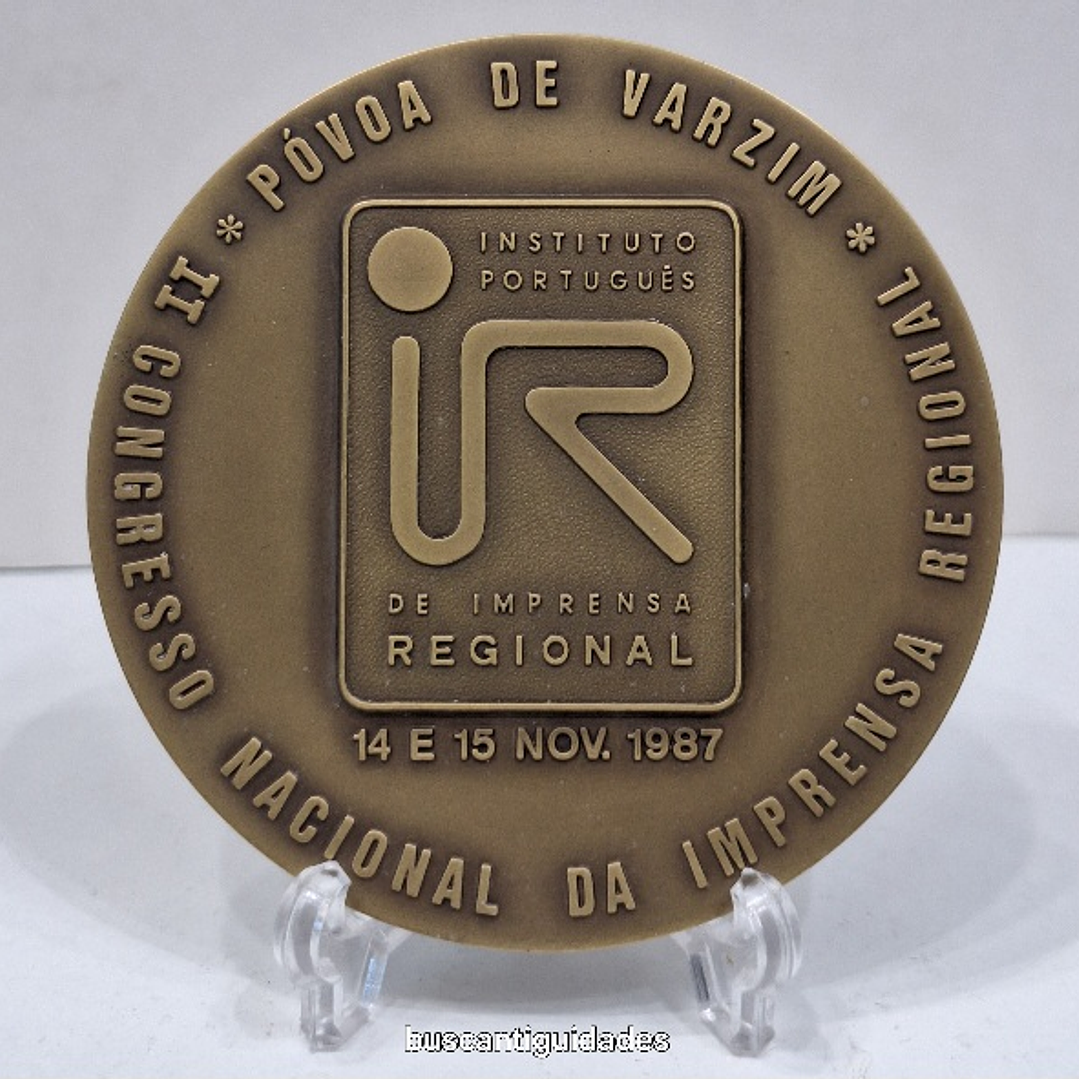 * PÓVOA DE VARZIM *
II CONGRESSO NACIONAL DA IMPRENSA REGIONAL
INSTITUTO
PORTUGUÊS
iR
DE IMPRENSA
REGIONAL
14 E 15 NOV. 1987
buscantiguidades